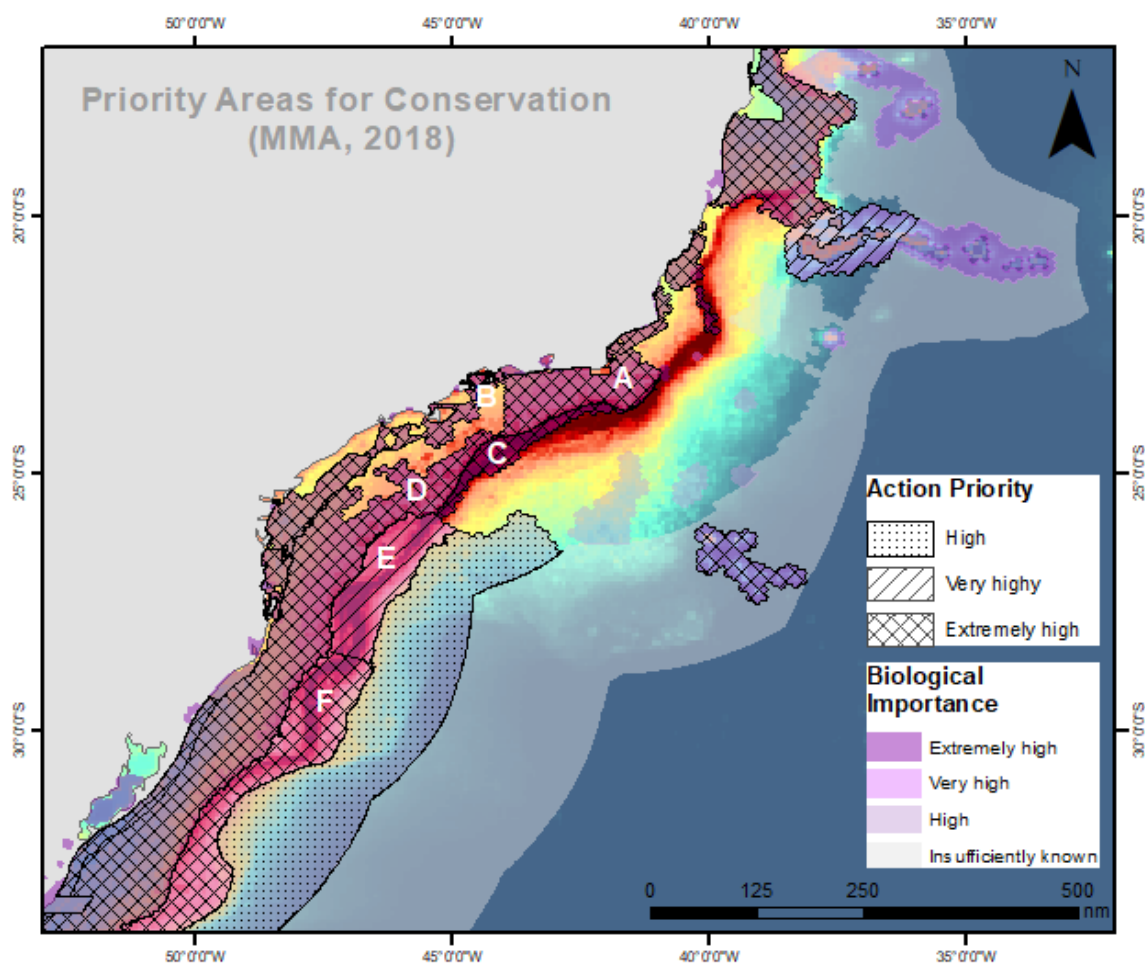 50°0'0"W 45°0'0"W 40°0'0"W 35°0'0"W
Priority Areas for Conservation
(MMA, 2018)
N
20°0'0"S
20°0'0"S
A
B
C
D
E
F
25°0'0"S
25°0'0"S
30°0'0"S
30°0'0"S
Action Priority
High
Very highy
Extremely high
Biological
Importance
Extremely high
Very high
High
Insufficiently known
0 125 250 500
nm
50°0'0"W 45°0'0"W 40°0'0"W 35°0'0"W